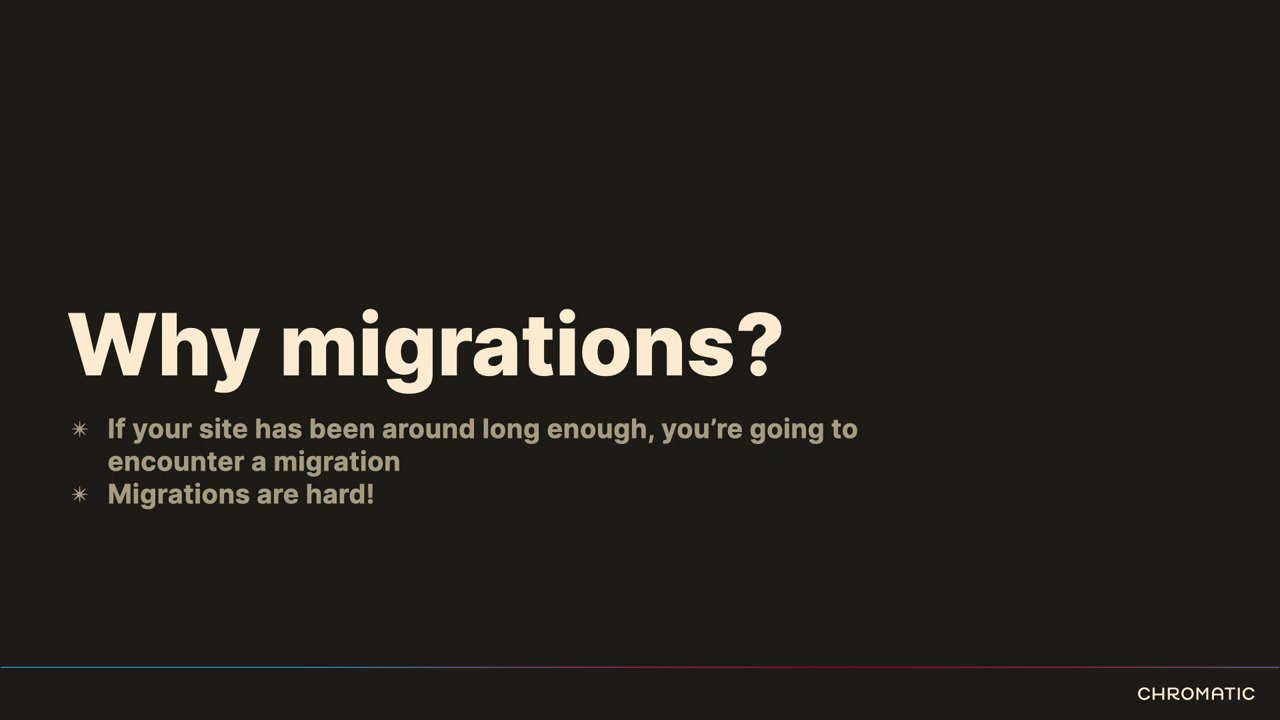 Why migrations?
✴ If your site has been around long enough, you’re going to
encounter a migration
✴ Migrations are hard!
CHROMATIC